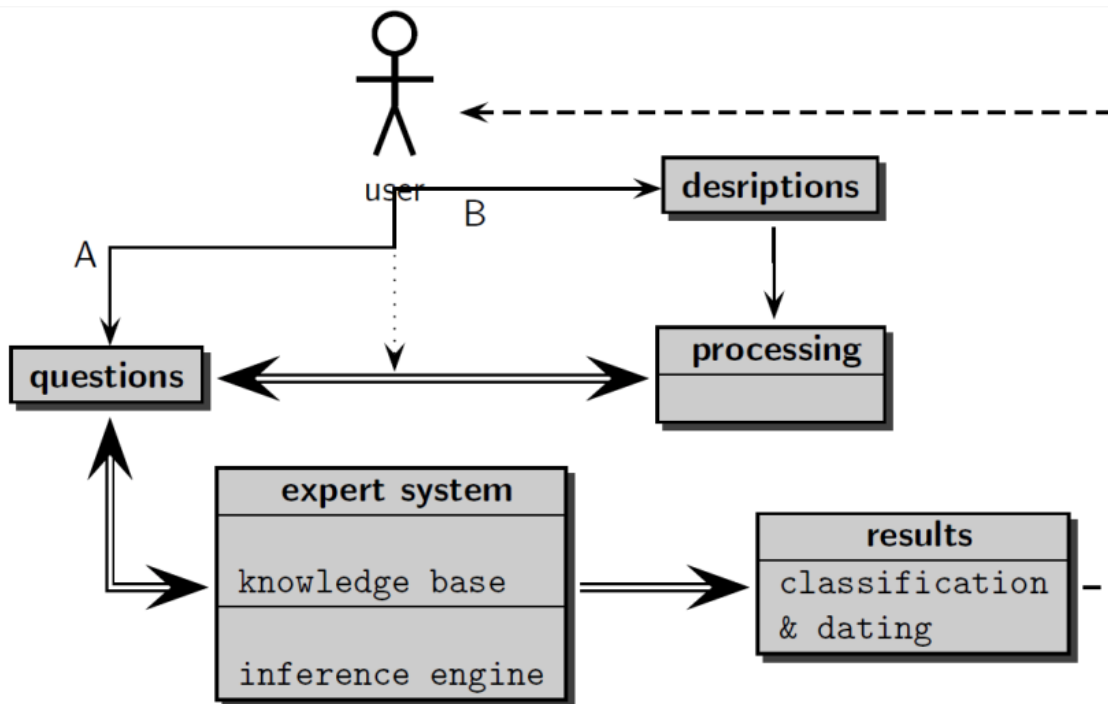 user
desriptions
B
A
processing
questions
expert system
knowledge base
inference engine
results
classification
& dating